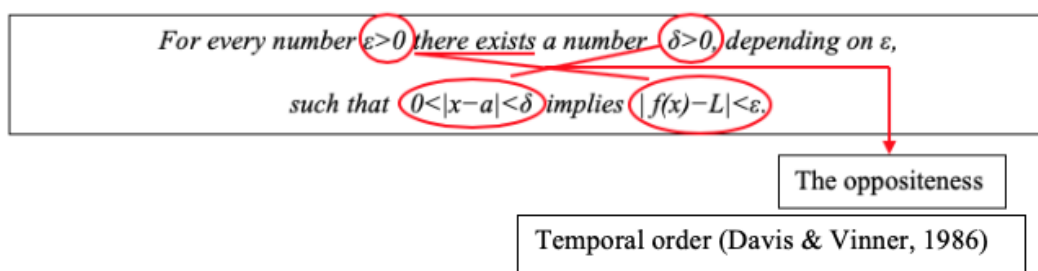 For every number ε>0 there exists a number δ>0, depending on ε,
such that 0<|x−a|<δ implies |f(x)−L|<ε.
The oppositeness
Temporal order (Davis & Vinner, 1986)